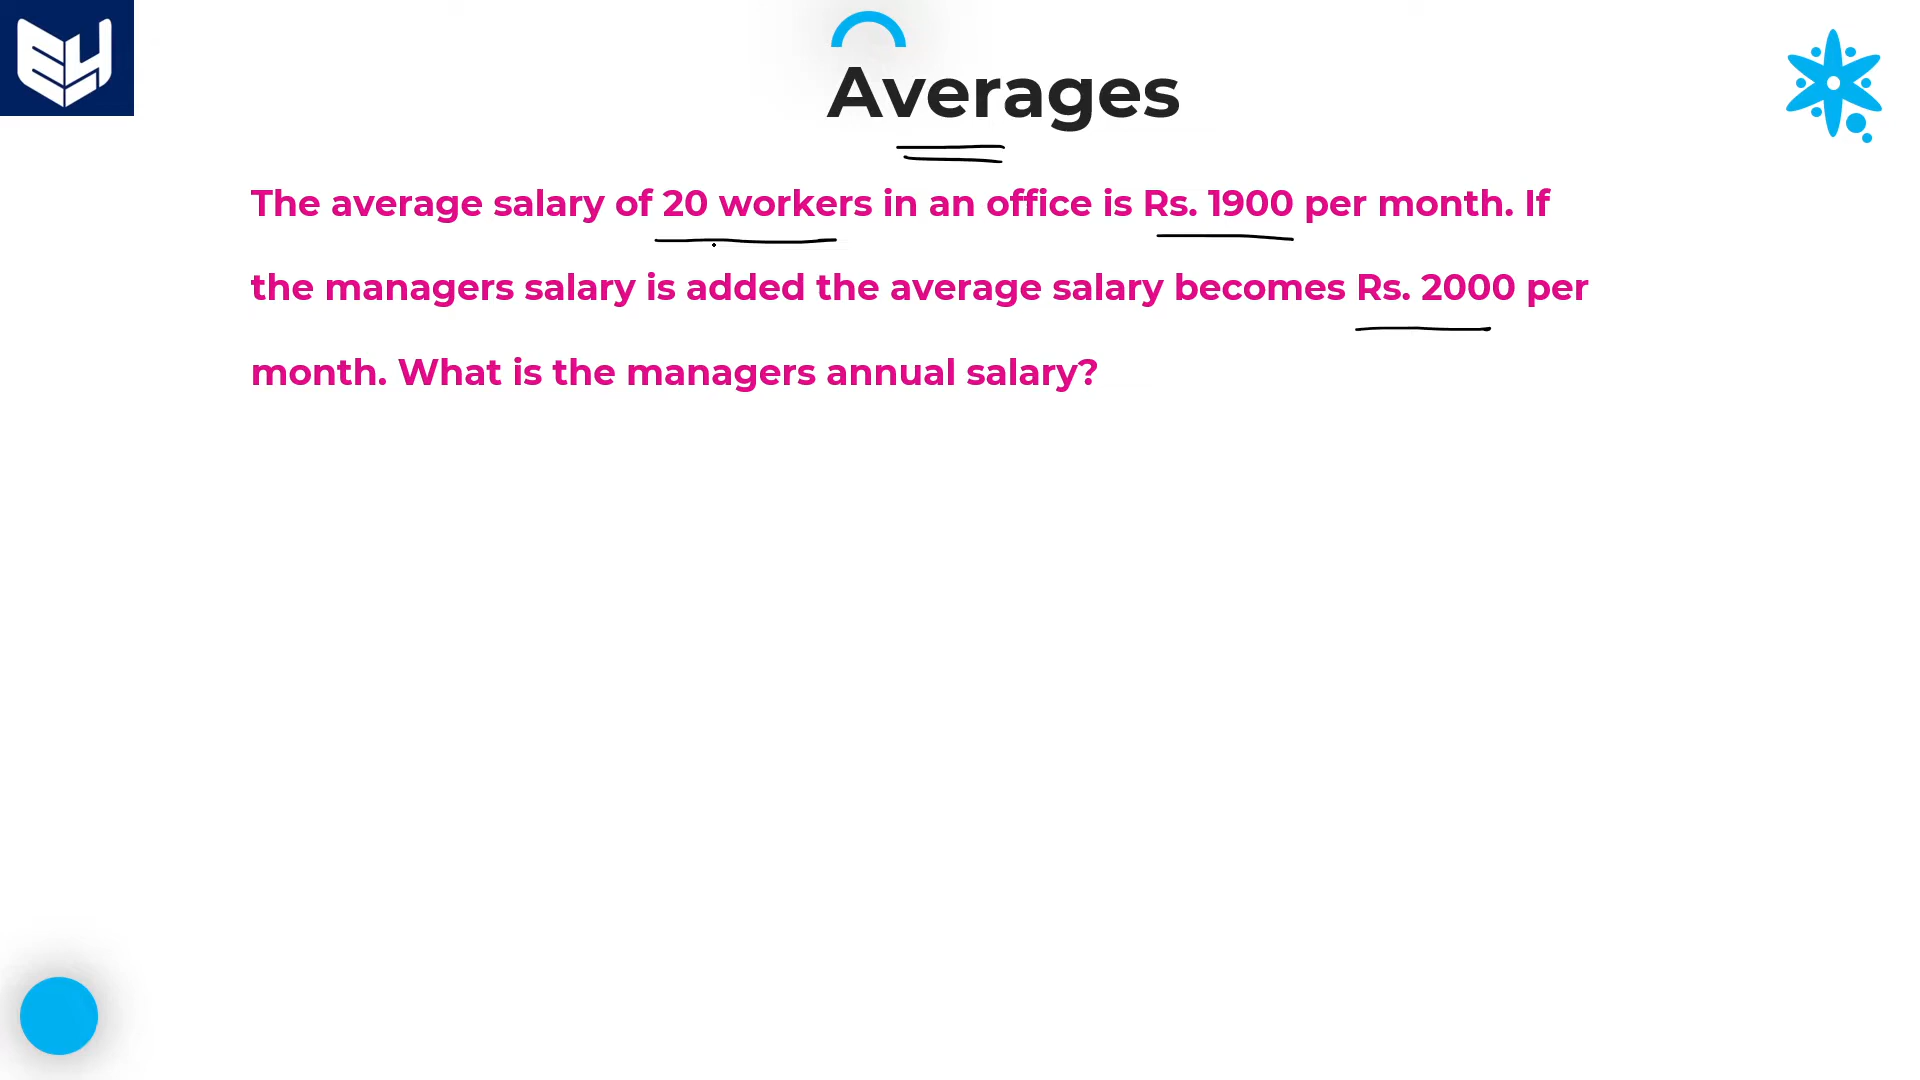 Averages
The average salary of 20 workers in an office is Rs. 1900 per month. If
the managers salary is added the average salary becomes Rs. 2000 per
month. What is the managers annual salary?